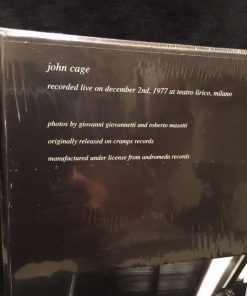 john cage
recorded live on december 2nd, 1977 at teatro lirico, milano
photos by giovanni giovannetti and roberto masotti
originally released on cramps records
manufactured under license from andromeda records